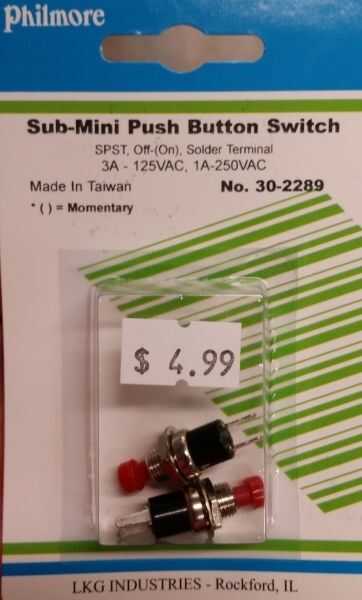 Philmore
Sub-Mini Push Button Switch
SPST, Off-(On), Solder Terminal
3A - 125VAC, 1A-250VAC
Made In Taiwan No. 30-2289
* ( ) = Momentary
$ 4.99
LKG INDUSTRIES - Rockford, IL